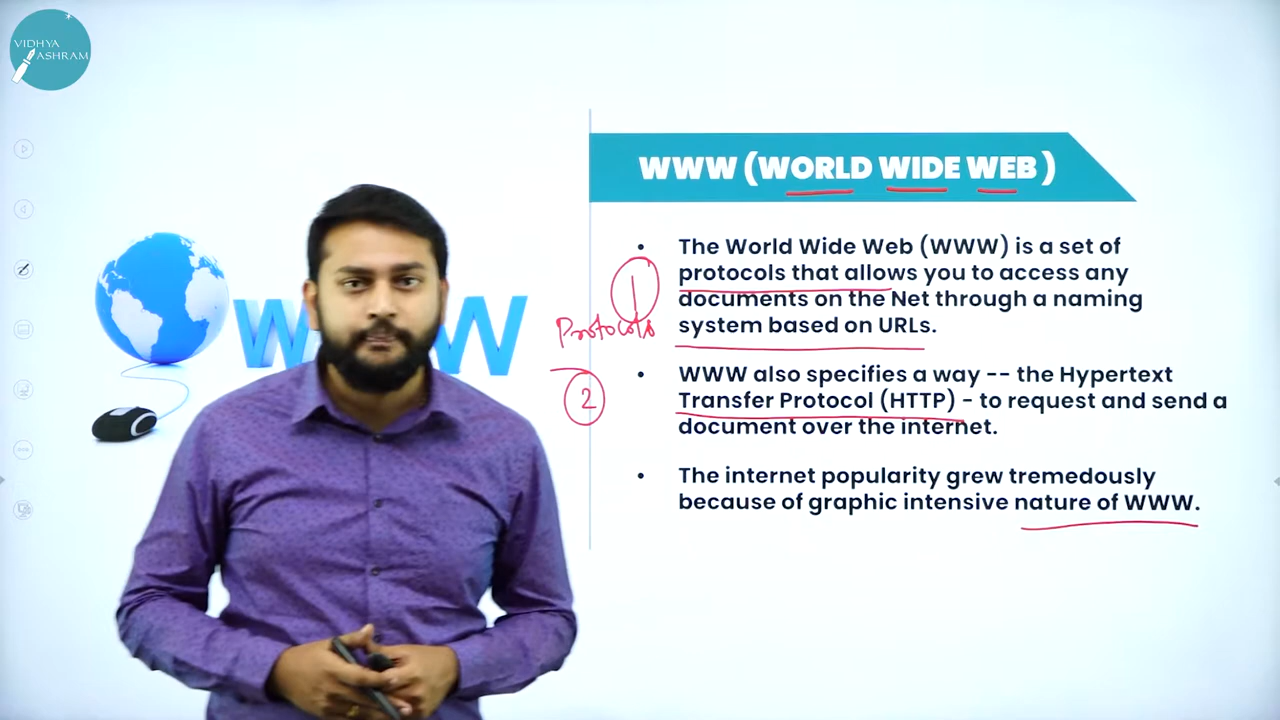 VIDHYA
ASHRAM
WWW (WORLD WIDE WEB )
W W
• The World Wide Web (WWW) is a set of
protocols that allows you to access any
documents on the Net through a naming
system based on URLs.
1
Protocols
2
• WWW also specifies a way -- the Hypertext
Transfer Protocol (HTTP) - to request and send a
document over the internet.
• The internet popularity grew tremedously
because of graphic intensive nature of WWW.